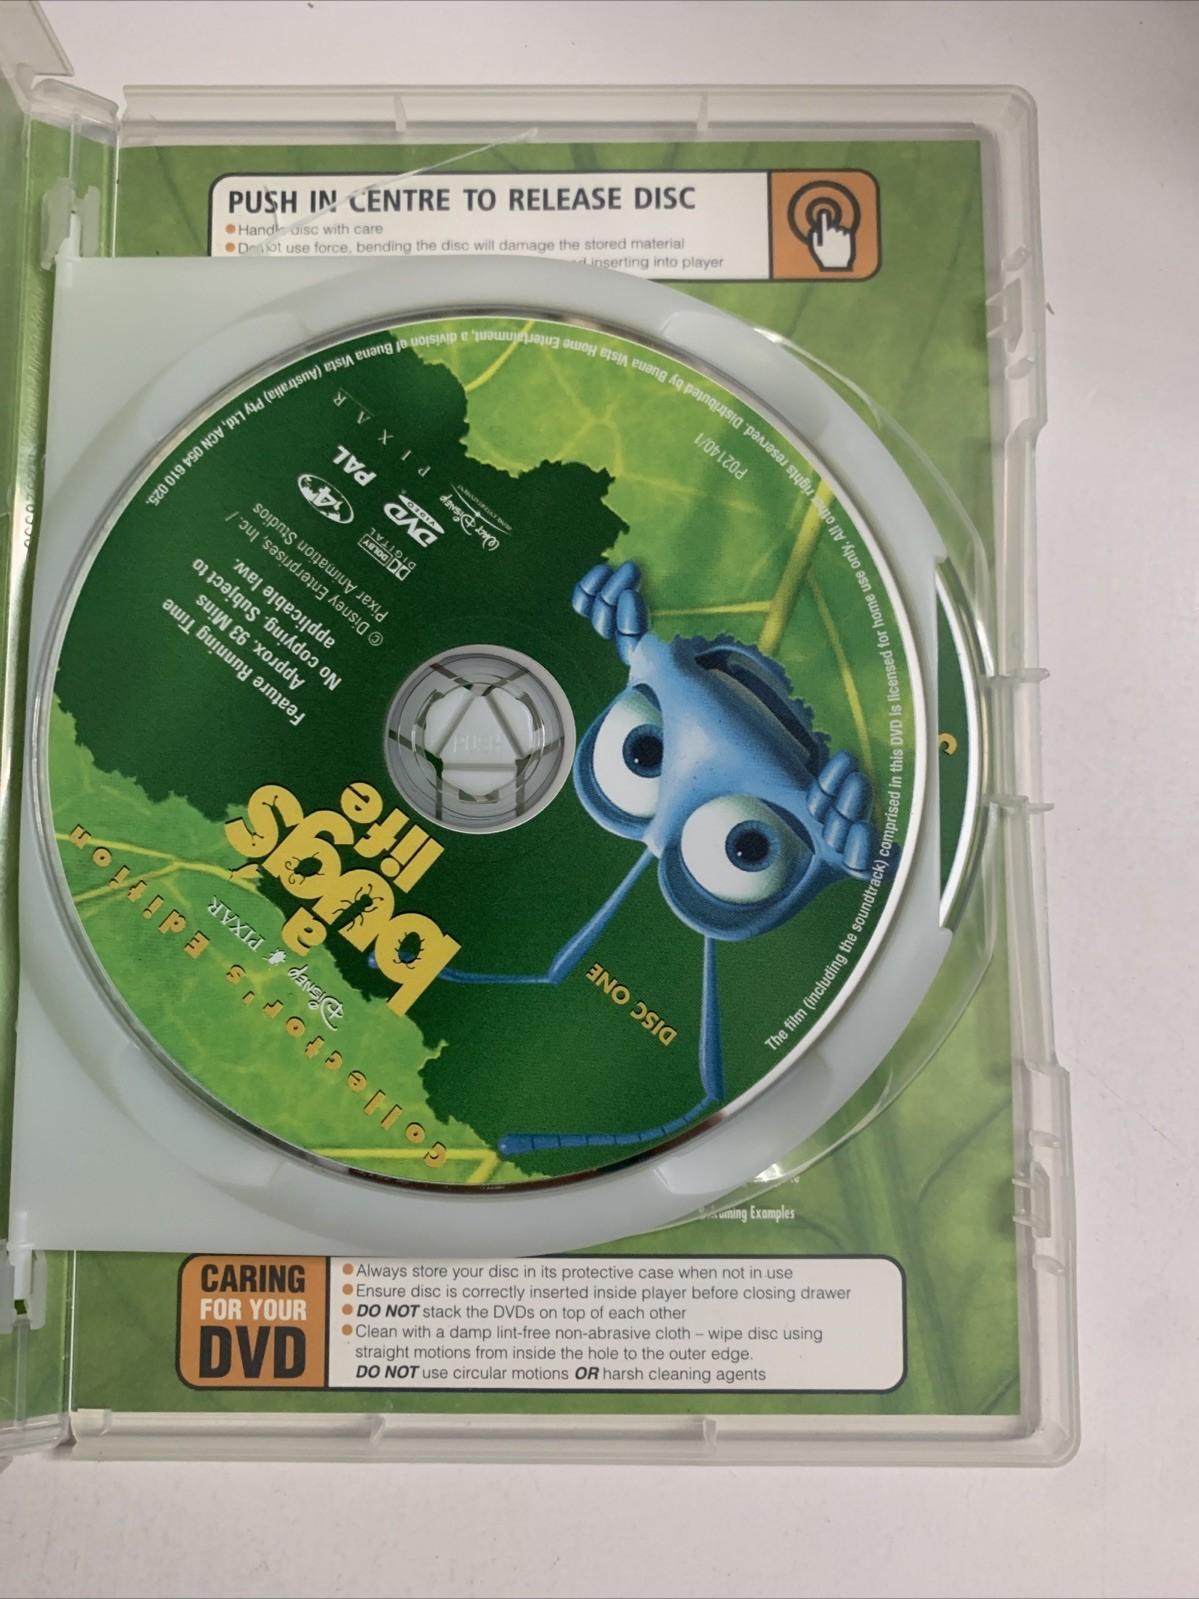 PUSH IN CENTRE TO RELEASE DISC
Handle disc with care
Do not use force, bending the disc will damage the stored material
inserting into player
The film (including the soundtrack) comprised in this DVD is licensed for home use only. All other rights reserved. Distributed by Buena Vista Home Entertainment, a division of Buena Vista (Australia) Pty Ltd, ACN 054 610 025.
P02140/1
Collector's Edition
DISNEY PIXAR
a
bug's
life
DISC ONE
PUSH
Feature Running Time
Approx. 93 Mins
No copying. Subject to
applicable law.
© Disney Enterprises, Inc. /
Pixar Animation Studios
DOLBY
DIGITAL
4
DVD
VIDEO
PAL
Walt Disney
HOME ENTERTAINMENT
PIXAR
C
Examples
CARING
FOR YOUR
DVD
Always store your disc in its protective case when not in use
Ensure disc is correctly inserted inside player before closing drawer
DO NOT stack the DVDs on top of each other
Clean with a damp lint-free non-abrasive cloth – wipe disc using
straight motions from inside the hole to the outer edge.
DO NOT use circular motions OR harsh cleaning agents